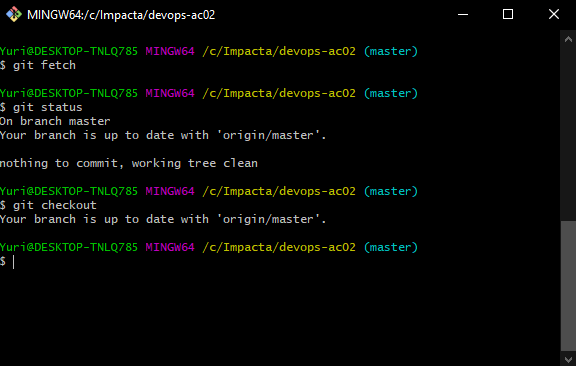 MINGW64:/c/Impacta/devops-ac02
Yuri@DESKTOP-TNLQ785 MINGW64 /c/Impacta/devops-ac02 (master)
$ git fetch
Yuri@DESKTOP-TNLQ785 MINGW64 /c/Impacta/devops-ac02 (master)
$ git status
On branch master
Your branch is up to date with 'origin/master'.
nothing to commit, working tree clean
Yuri@DESKTOP-TNLQ785 MINGW64 /c/Impacta/devops-ac02 (master)
$ git checkout
Your branch is up to date with 'origin/master'.
Yuri@DESKTOP-TNLQ785 MINGW64 /c/Impacta/devops-ac02 (master)
$